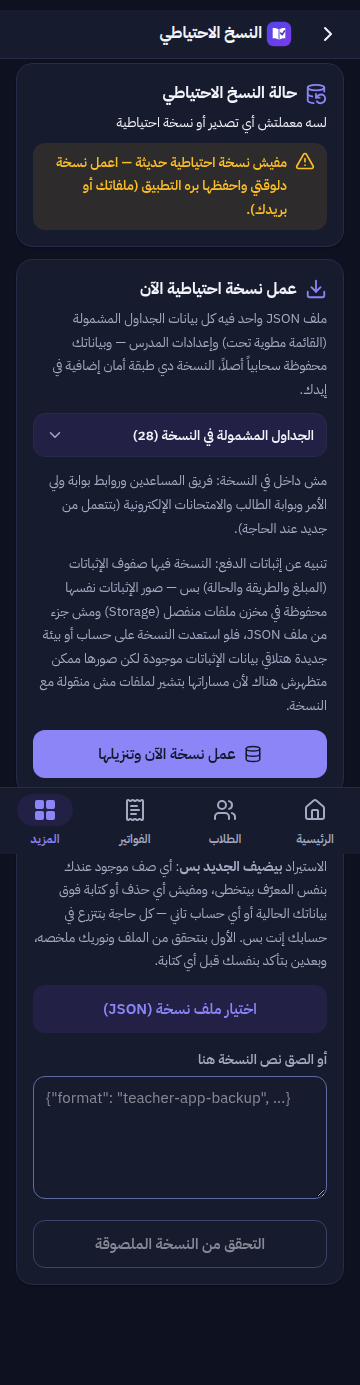 النسخ الاحتياطي
حالة النسخ الاحتياطي
لسه معملتش أي تصدير أو نسخة احتياطية
مفيش نسخة احتياطية حديثة — اعمل نسخة
دلوقتي واحفظها بره التطبيق (ملفاتك أو
بريدك).
عمل نسخة احتياطية الآن
ملف JSON واحد فيه كل بيانات الجداول المشمولة
(القائمة مطوية تحت) وإعدادات المدرس — وبياناتك
محفوظة سحابياً أصلاً، النسخة دي طبقة أمان إضافية في
إيدك.
الجداول المشمولة في النسخة (28)
مش داخل في النسخة: فريق المساعدين وروابط بوابة ولي
الأمر وبوابة الطالب والامتحانات الإلكترونية (بتتعمل من
جديد عند الحاجة).
تنبيه عن إثباتات الدفع: النسخة فيها صفوف الإثباتات
(المبلغ والطريقة والحالة) بس — صور الإثباتات نفسها
محفوظة في مخزن ملفات منفصل (Storage) ومش جزء
من ملف JSON، فلو استعدت النسخة على حساب أو بيئة
جديدة هتلاقي بيانات الإثباتات موجودة لكن صورها ممكن
متظهرش هناك لأن مساراتها بتشير لملفات مش منقولة مع
النسخة.
عمل نسخة الآن وتنزيلها
الرئيسية
الطلاب
الفواتير
المزيد
الاستيراد بيضيف الجديد بس: أي صف موجود عندك
بنفس المعرّف بيتخطى، ومفيش أي حذف أو كتابة فوق
بياناتك الحالية أو أي حساب تاني — كل حاجة بتتزرع في
حسابك إنت بس. الأول بنتحقق من الملف ونوريك ملخصه،
وبعدين بتأكد بنفسك قبل أي كتابة.
اختيار ملف نسخة (JSON)
أو الصق نص النسخة هنا
{"format": "teacher-app-backup", ...}
التحقق من النسخة الملصوقة